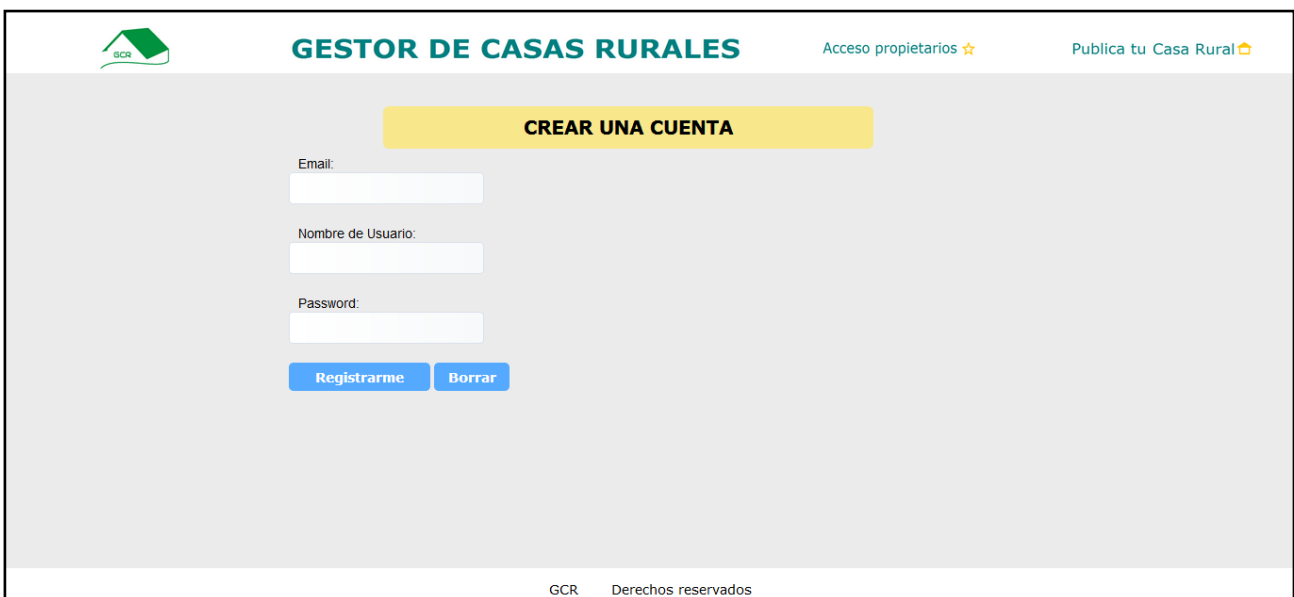 GCR
GESTOR DE CASAS RURALES
Acceso propietarios
Publica tu Casa Rural
CREAR UNA CUENTA
Email:
Nombre de Usuario:
Password:
Registrarme Borrar
GCR Derechos reservados